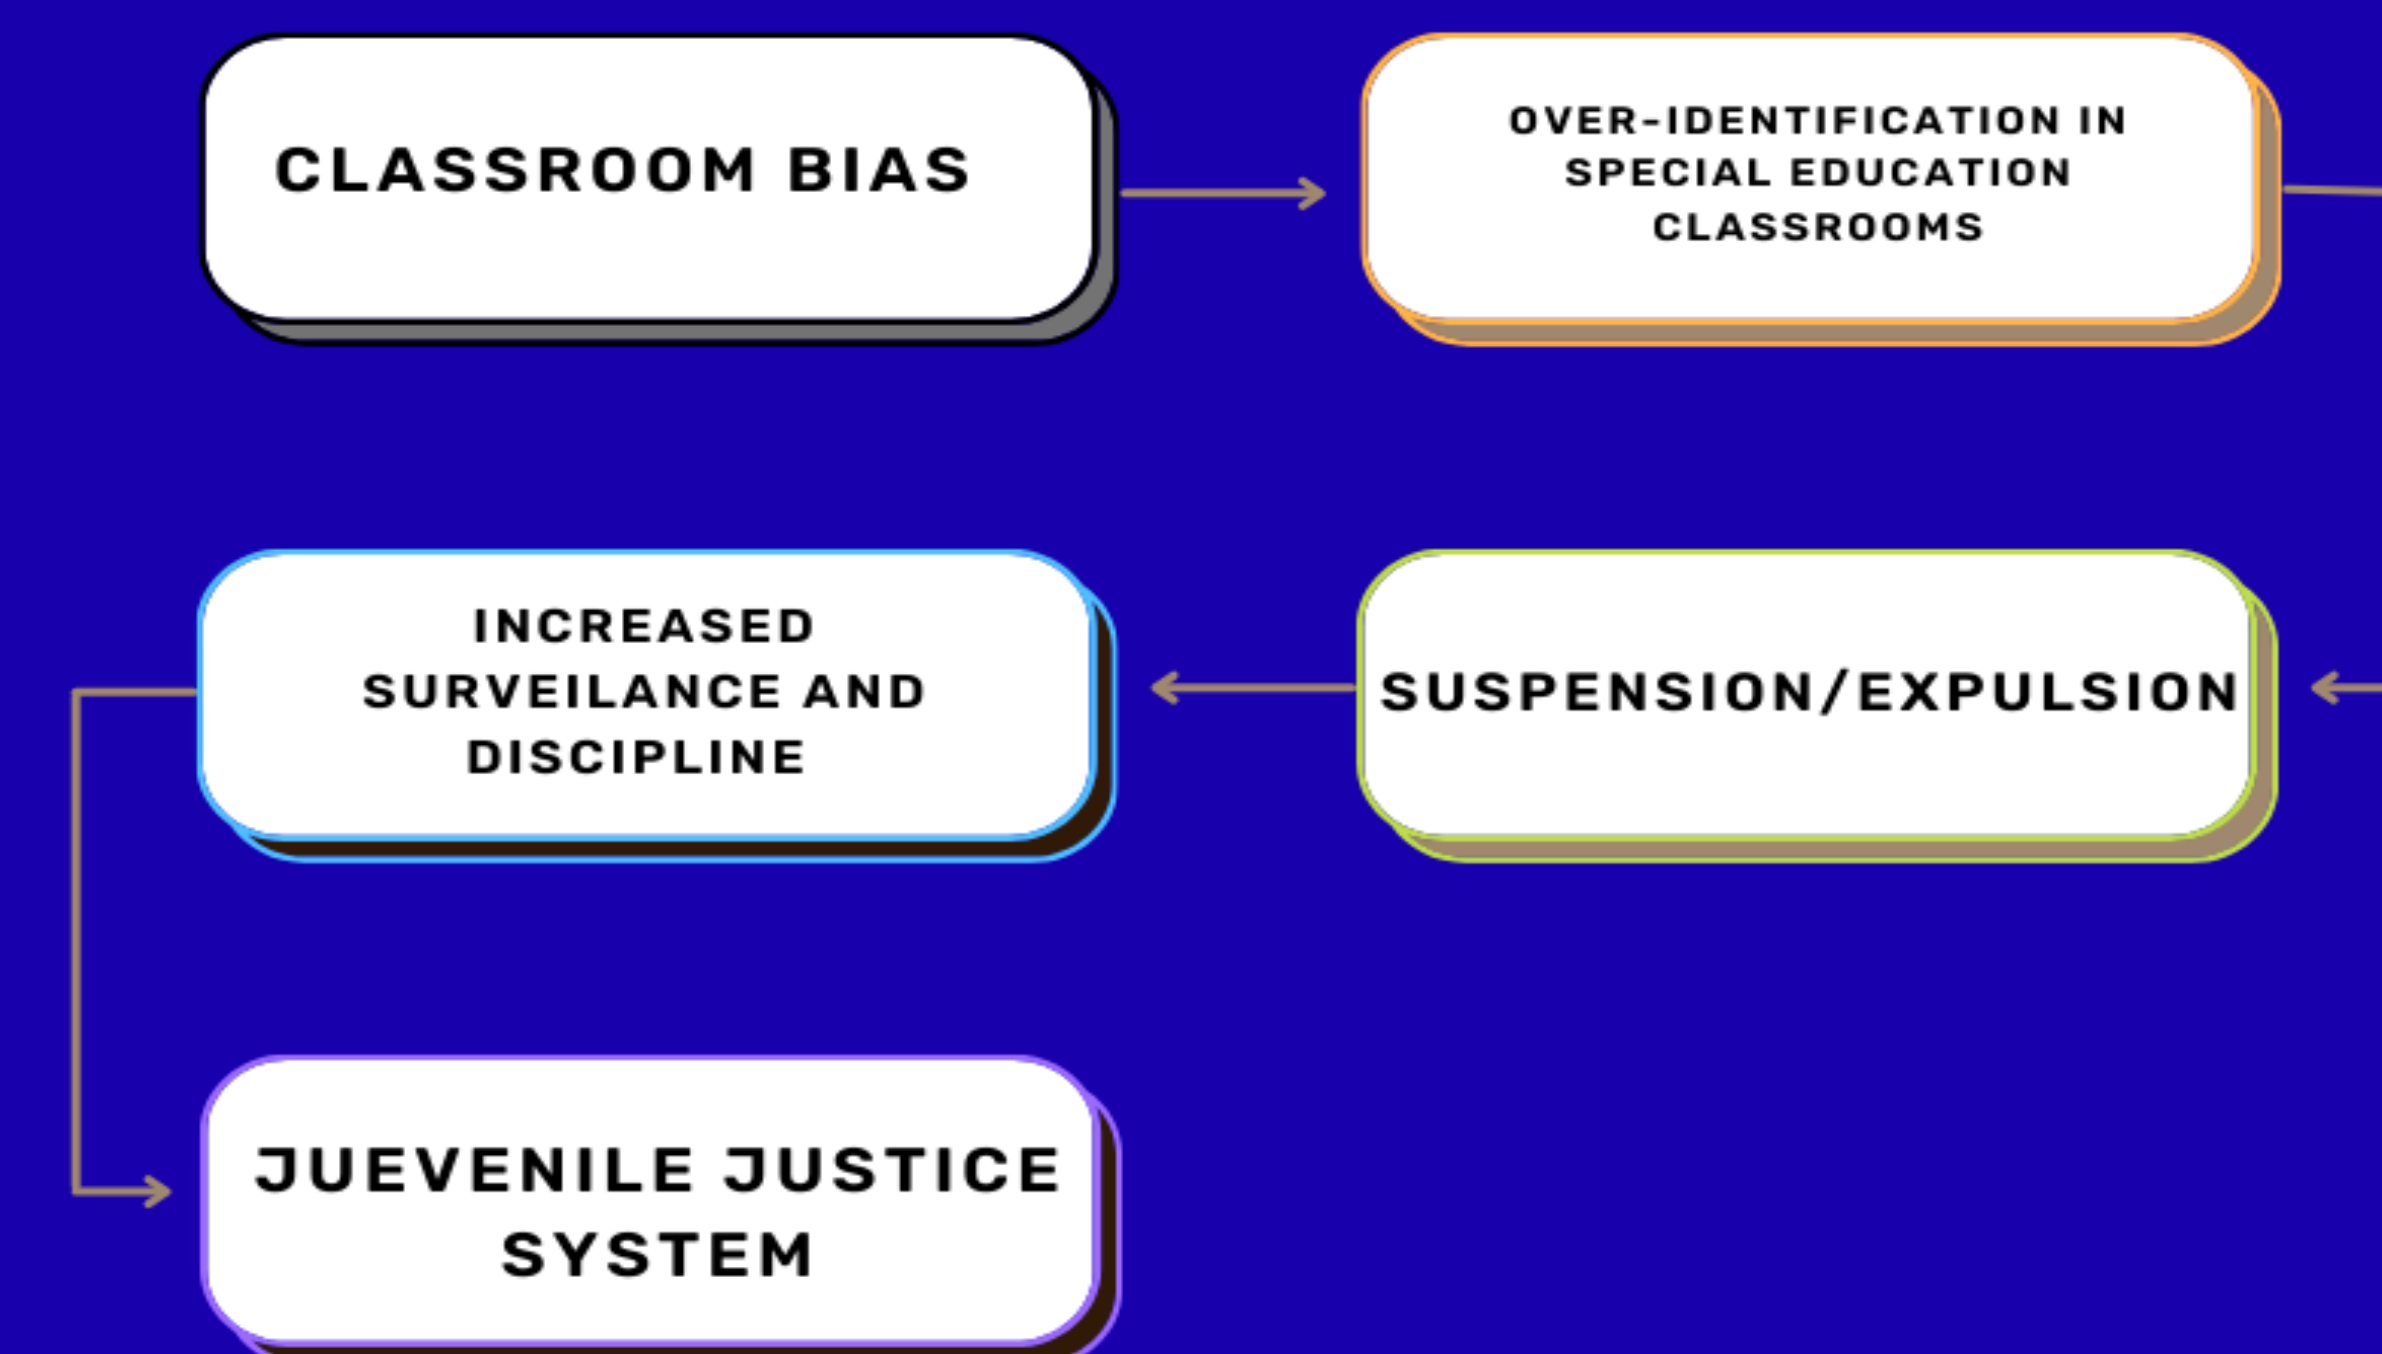 CLASSROOM BIAS
OVER-IDENTIFICATION IN
SPECIAL EDUCATION
CLASSROOMS
INCREASED
SURVEILANCE AND
DISCIPLINE
SUSPENSION/EXPULSION
JUEVENILE JUSTICE
SYSTEM